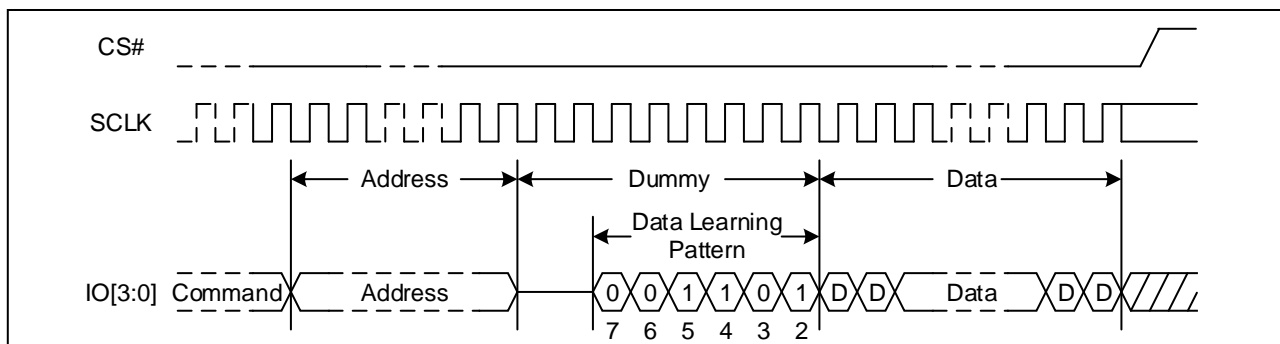 CS#
SCLK
Address Dummy Data
Data Learning
Pattern
IO[3:0] Command Address 0 0 1 1 0 1 D D Data D D
7 6 5 4 3 2